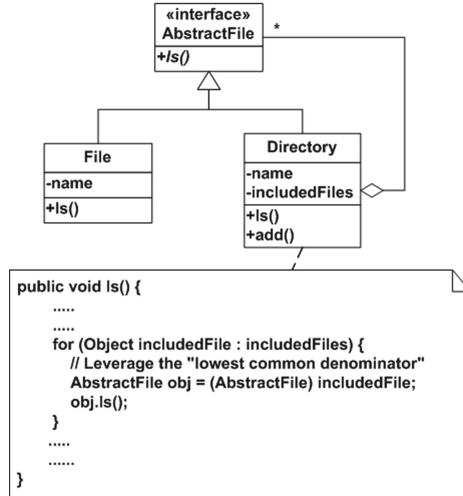 «interface»
AbstractFile
*
+ls()
File
-name
+ls()
Directory
-name
-includedFiles
+ls()
+add()
public void ls() {
.....
.....
for (Object includedFile : includedFiles) {
// Leverage the "lowest common denominator"
AbstractFile obj = (AbstractFile) includedFile;
obj.ls();
}
.....
......
}